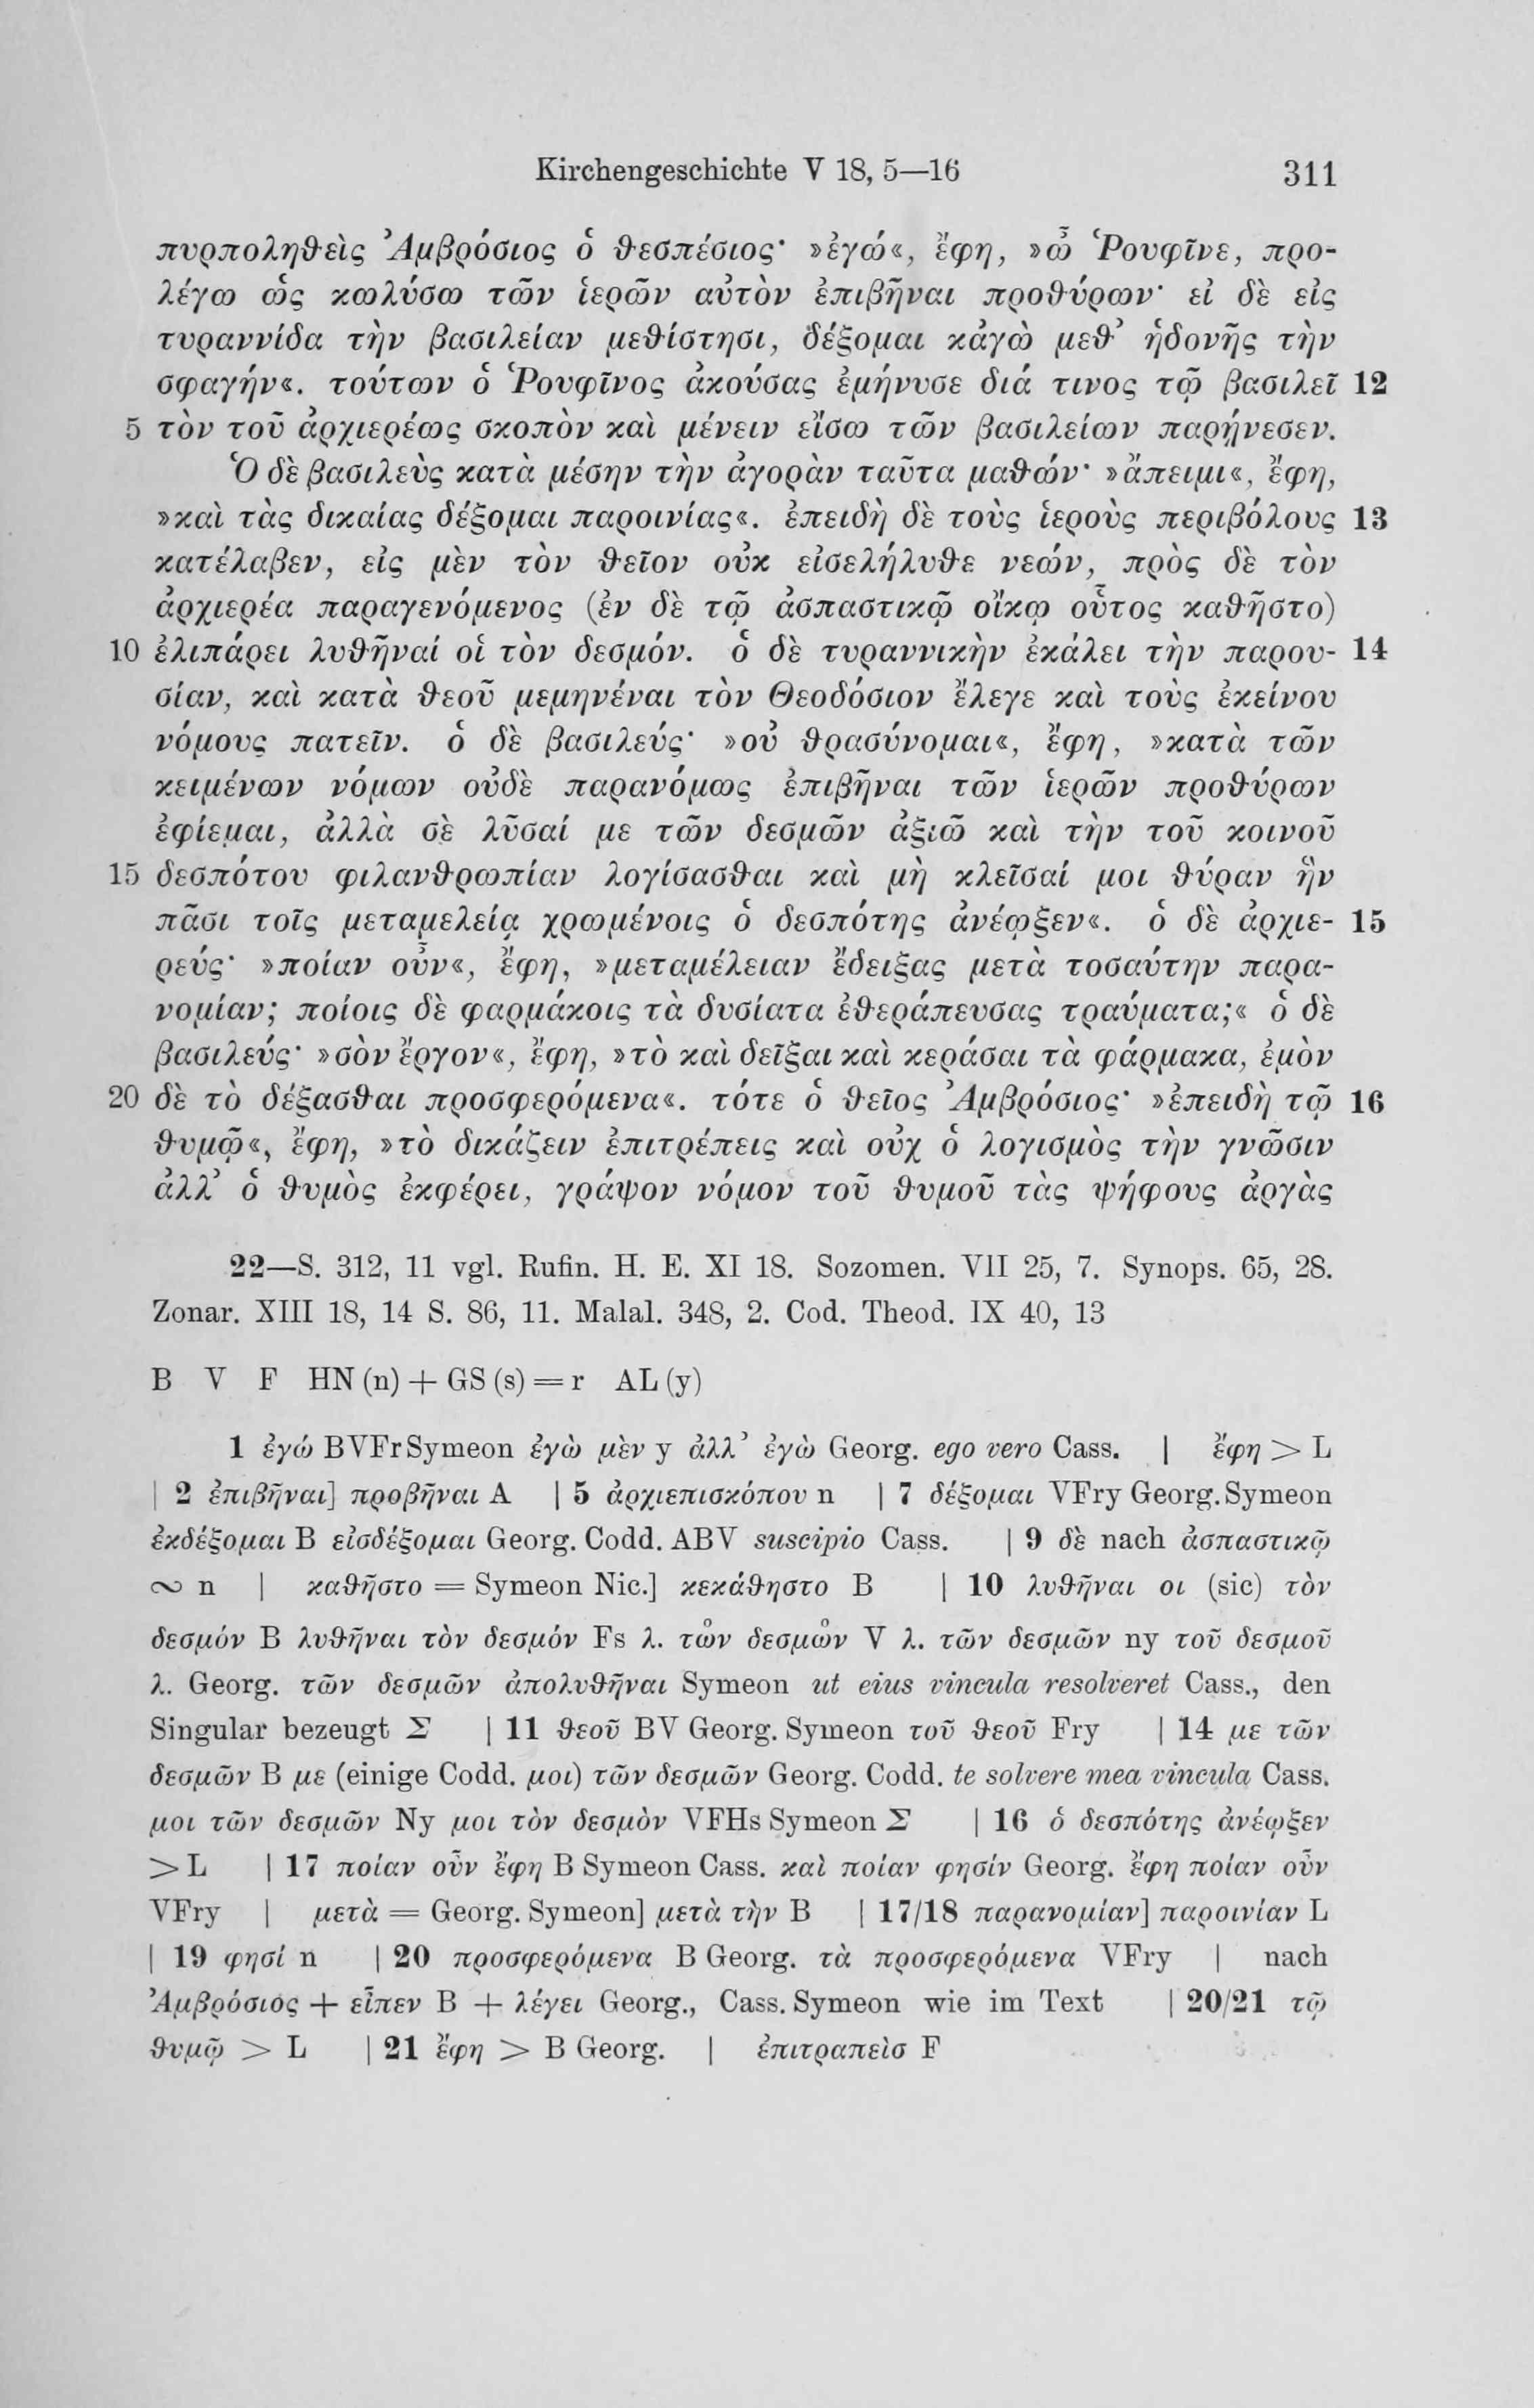 Kirchengeschichte V 18, 5—16 311
πυρποληθεὶς Ἀμβρόσιος ὁ θεσπέσιος· »ἐγώ«, ἔφη, »ὦ Ῥουφῖνε, προ-
λέγω ὡς κωλύσω τῶν ἱερῶν αὐτὸν ἐπιβῆναι προθύρων· εἰ δὲ εἰς
τυραννίδα τὴν βασιλείαν μεθίστησι, δέξομαι κἀγὼ μεθ’ ἡδονῆς τὴν
σφαγήν«. τούτων ὁ Ῥουφῖνος ἀκούσας ἐμήνυσε διά τινος τῷ βασιλεῖ 12
5 τὸν τοῦ ἀρχιερέως σκοπὸν καὶ μένειν εἴσω τῶν βασιλείων παρῄνεσεν.
Ὁ δὲ βασιλεὺς κατὰ μέσην τὴν ἀγορὰν ταῦτα μαθών· »ἄπειμι«, ἔφη,
»καὶ τὰς δικαίας δέξομαι παροινίας«. ἐπειδὴ δὲ τοὺς ἱεροὺς περιβόλους 13
κατέλαβεν, εἰς μὲν τὸν θεῖον οὐκ εἰσελήλυθε νεών, πρὸς δὲ τὸν
ἀρχιερέα παραγενόμενος (ἐν δὲ τῷ ἀσπαστικῷ οἴκῳ οὗτος καθῆστο)
10 ἐλιπάρει λυθῆναί οἱ τὸν δεσμόν. ὁ δὲ τυραννικὴν ἐκάλει τὴν παρου- 14
σίαν, καὶ κατὰ θεοῦ μεμηνέναι τὸν Θεοδόσιον ἔλεγε καὶ τοὺς ἐκείνου
νόμους πατεῖν. ὁ δὲ βασιλεύς· »οὐ θρασύνομαι«, ἔφη, »κατὰ τῶν
κειμένων νόμων οὐδὲ παρανόμως ἐπιβῆναι τῶν ἱερῶν προθύρων
ἐφίεμαι, ἀλλὰ σὲ λῦσαί με τῶν δεσμῶν ἀξιῶ καὶ τὴν τοῦ κοινοῦ
15 δεσπότου φιλανθρωπίαν λογίσασθαι καὶ μὴ κλεῖσαί μοι θύραν ἣν
πᾶσι τοῖς μεταμελείᾳ χρωμένοις ὁ δεσπότης ἀνέῳξεν«. ὁ δὲ ἀρχιε- 15
ρεύς· »ποίαν οὖν«, ἔφη, »μεταμέλειαν ἔδειξας μετὰ τοσαύτην παρα-
νομίαν; ποίοις δὲ φαρμάκοις τὰ δυσίατα ἐθεράπευσας τραύματα;« ὁ δὲ
βασιλεύς· »σὸν ἔργον«, ἔφη, »τὸ καὶ δεῖξαι καὶ κεράσαι τὰ φάρμακα, ἐμὸν
20 δὲ τὸ δέξασθαι προσφερόμενα«. τότε ὁ θεῖος Ἀμβρόσιος· »ἐπειδὴ τῷ 16
θυμῷ«, ἔφη, »τὸ δικάζειν ἐπιτρέπεις καὶ οὐχ ὁ λογισμὸς τὴν γνῶσιν
ἀλλ’ ὁ θυμὸς ἐκφέρει, γράψον νόμον τοῦ θυμοῦ τὰς ψήφους ἀργὰς
22—S. 312, 11 vgl. Rufin. H. E. XI 18. Sozomen. VII 25, 7. Synops. 65, 28.
Zonar. XIII 18, 14 S. 86, 11. Malal. 348, 2. Cod. Theod. IX 40, 13
B V F HN (n) + GS (s) = r AL (y)
1 ἐγώ BVFr Symeon ἐγὼ μὲν y ἀλλ’ ἐγὼ Georg. ego vero Cass. | ἔφη > L
| 2 ἐπιβῆναι] προβῆναι A | 5 ἀρχιεπισκόπου n | 7 δέξομαι VFry Georg. Symeon
ἐκδέξομαι B εἰσδέξομαι Georg. Codd. ABV suscipio Cass. | 9 δὲ nach ἀσπαστικῷ
∾ n | καθῆστο = Symeon Nic.] κεκάθηστο B | 10 λυθῆναι οι (sic) τὸν
δεσμόν B λυθῆναι τὸν δεσμόν Fs λ. τὼν δεσμὼν V λ. τῶν δεσμῶν ny τοῦ δεσμοῦ
λ. Georg. τῶν δεσμῶν ἀπολυθῆναι Symeon ut eius vincula resolveret Cass., den
Singular bezeugt Σ | 11 θεοῦ BV Georg. Symeon τοῦ θεοῦ Fry | 14 με τῶν
δεσμῶν B με (einige Codd. μοι) τῶν δεσμῶν Georg. Codd. te solvere mea vincula Cass.
μοι τῶν δεσμῶν Ny μοι τὸν δεσμὸν VFHs Symeon Σ | 16 ὁ δεσπότης ἀνέῳξεν
> L | 17 ποίαν οὖν ἔφη B Symeon Cass. καὶ ποίαν φησίν Georg. ἔφη ποίαν οὖν
VFry | μετὰ = Georg. Symeon] μετὰ τὴν B | 17/18 παρανομίαν] παροινίαν L
| 19 φησί n | 20 προσφερόμενα B Georg. τὰ προσφερόμενα VFry | nach
Ἀμβρόσιος + εἶπεν B + λέγει Georg., Cass. Symeon wie im Text | 20/21 τῷ
θυμῷ > L | 21 ἔφη > B Georg. | ἐπιτραπεὶσ F